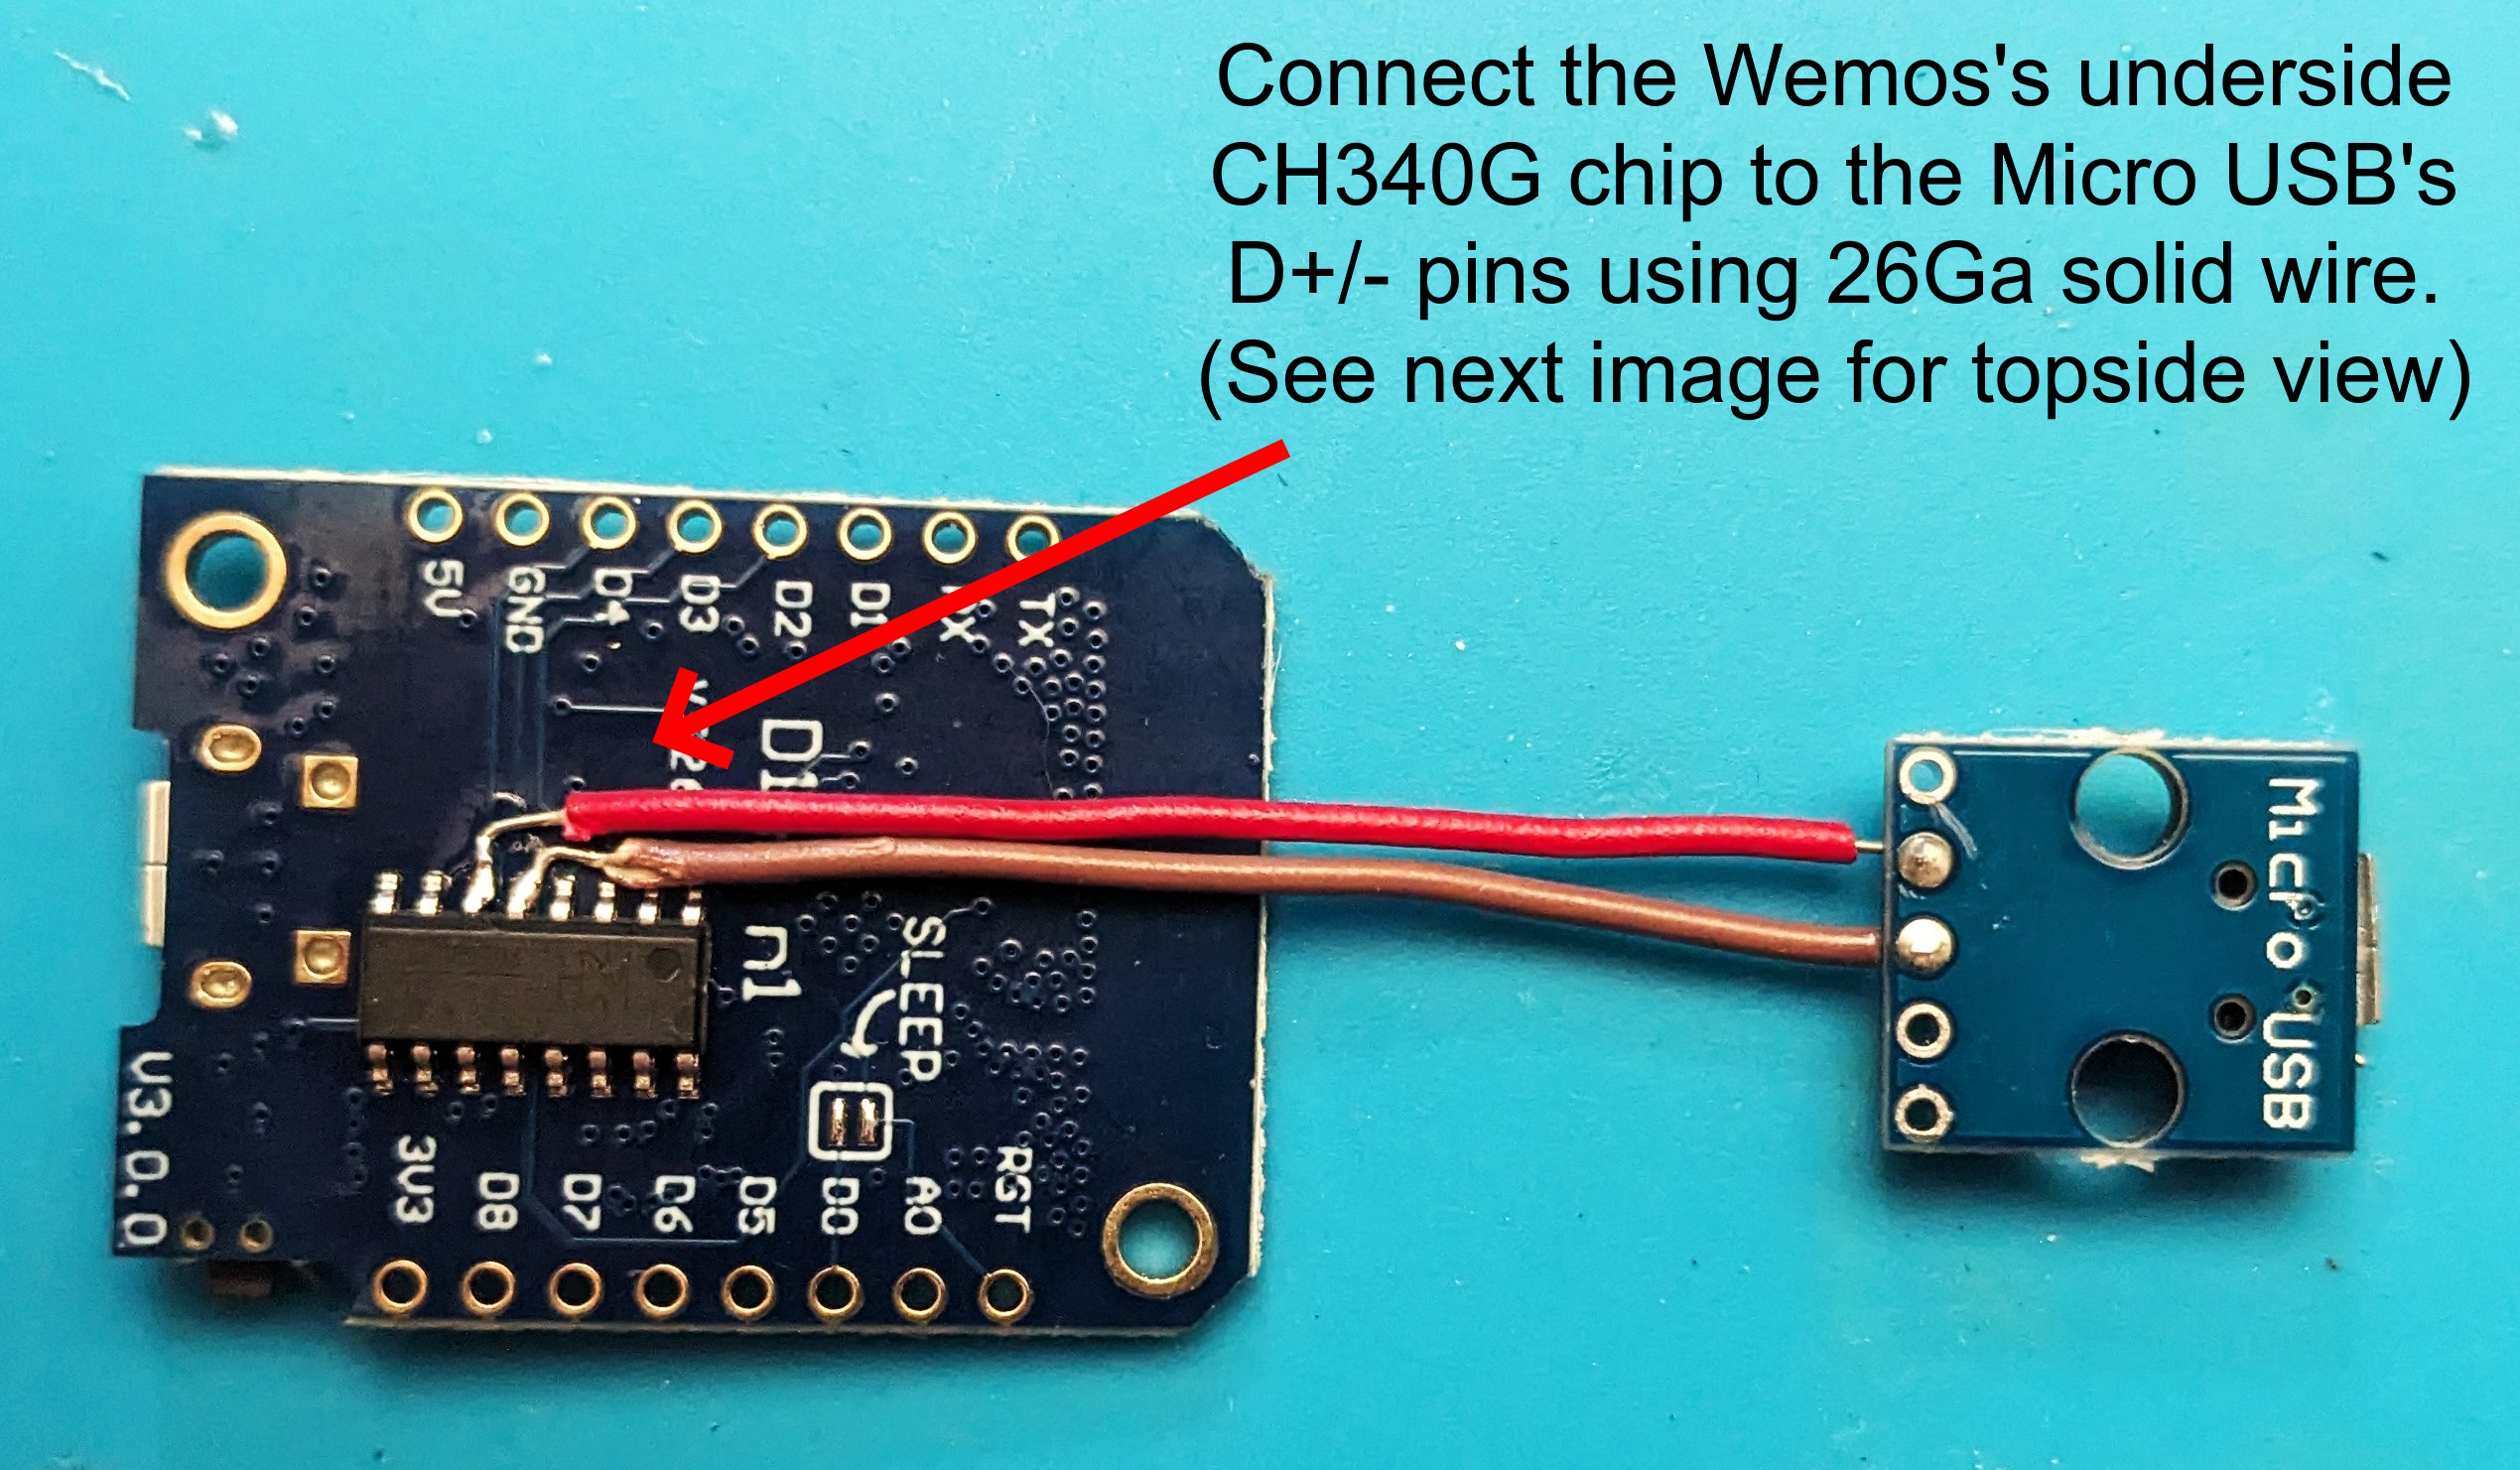 Connect the Wemos's underside
CH340G chip to the Micro USB's
D+/- pins using 26Ga solid wire.
(See next image for topside view)
5V
GND
D4
D3
D2
D1
TX
D1
n1
SLEEP
V3.0.0
3V3
D8
D7
D6
D5
D0
A0
RST
Micro USB